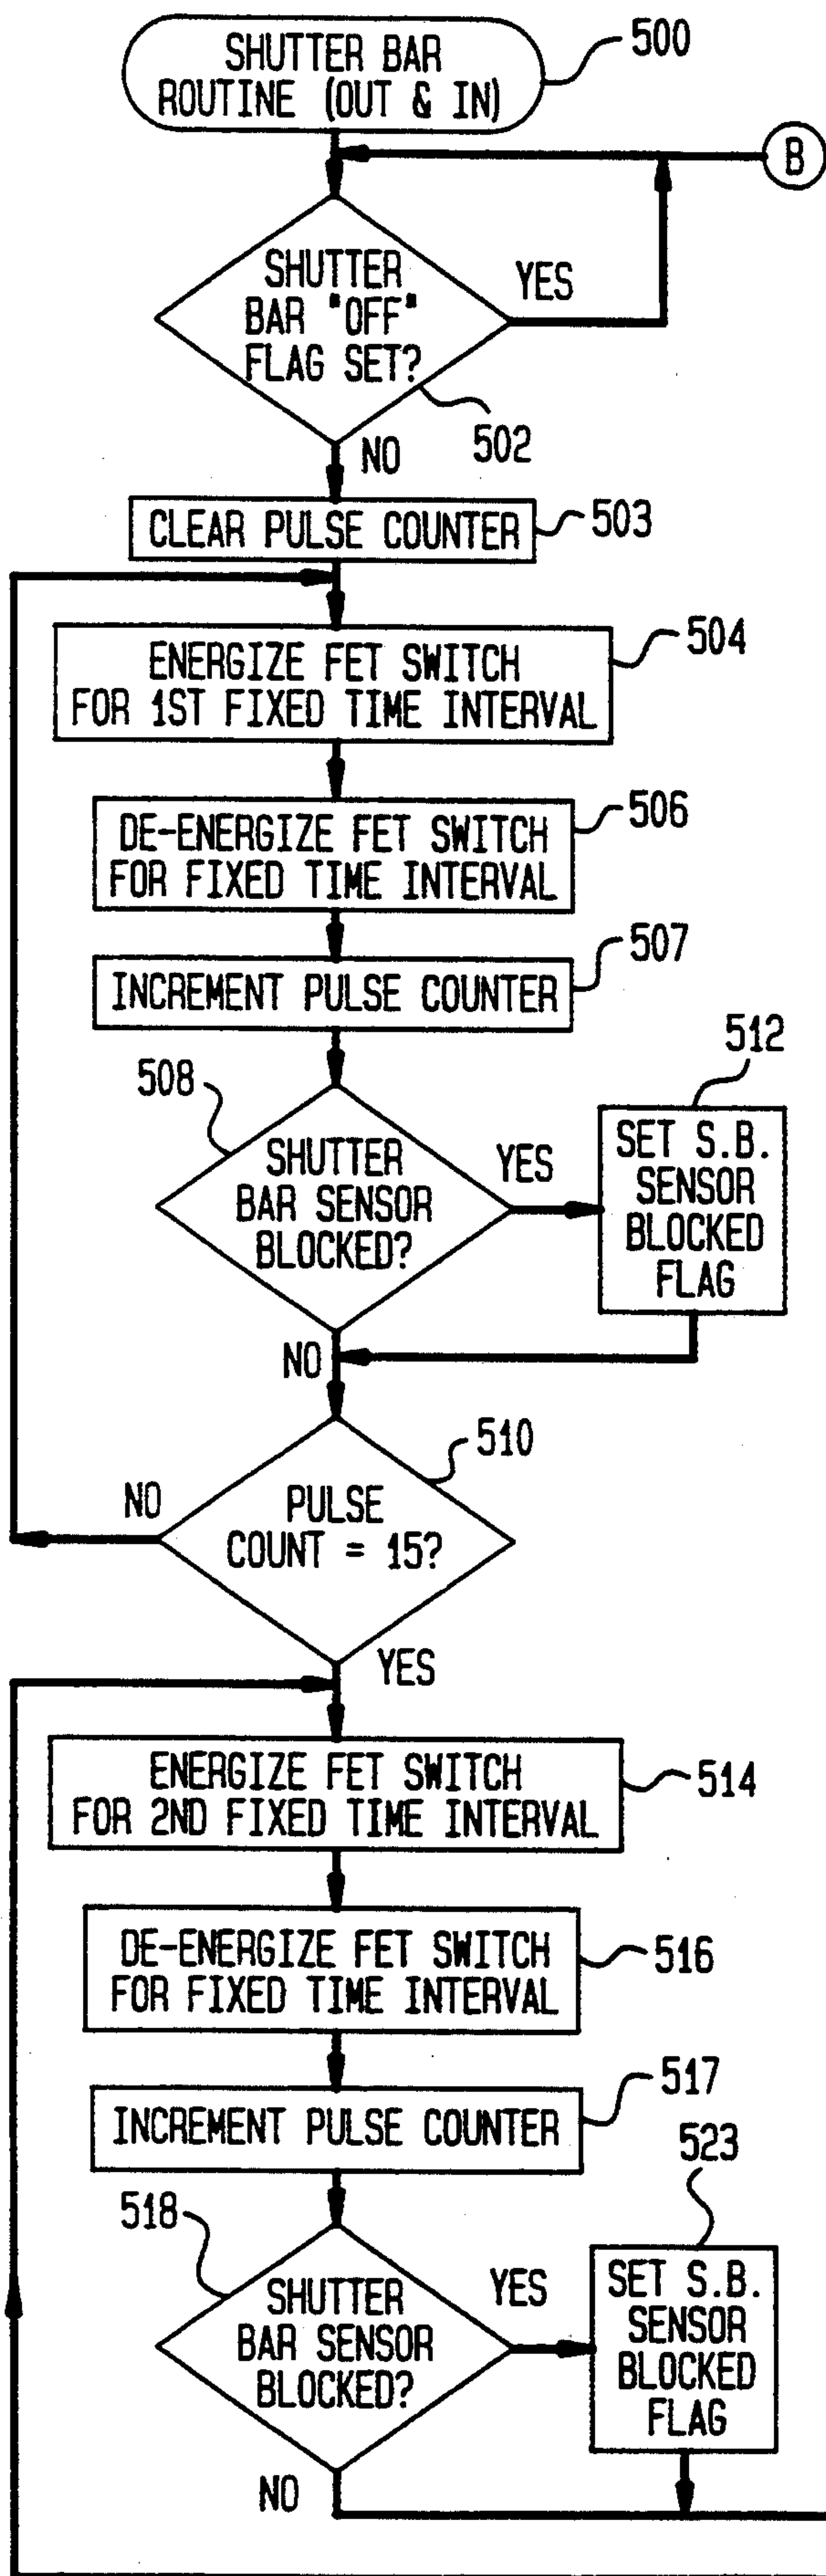 SHUTTER BAR
ROUTINE (OUT & IN)
500
B
SHUTTER
BAR "OFF"
FLAG SET?
YES
502
NO
CLEAR PULSE COUNTER
503
ENERGIZE FET SWITCH
FOR 1ST FIXED TIME INTERVAL
504
DE-ENERGIZE FET SWITCH
FOR FIXED TIME INTERVAL
506
INCREMENT PULSE COUNTER
507
508
SHUTTER
BAR SENSOR
BLOCKED?
YES
512
SET S.B.
SENSOR
BLOCKED
FLAG
NO
510
PULSE
COUNT = 15?
NO
YES
ENERGIZE FET SWITCH
FOR 2ND FIXED TIME INTERVAL
514
DE-ENERGIZE FET SWITCH
FOR FIXED TIME INTERVAL
516
INCREMENT PULSE COUNTER
517
518
SHUTTER
BAR SENSOR
BLOCKED?
YES
523
SET S.B.
SENSOR
BLOCKED
FLAG
NO